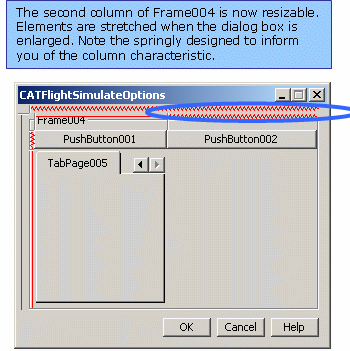 The second column of Frame004 is now resizable.
Elements are stretched when the dialog box is
enlarged. Note the springly designed to inform
you of the column characteristic.
CATFlightSimulateOptions
Frame004
PushButton001 PushButton002
TabPage005
OK Cancel Help